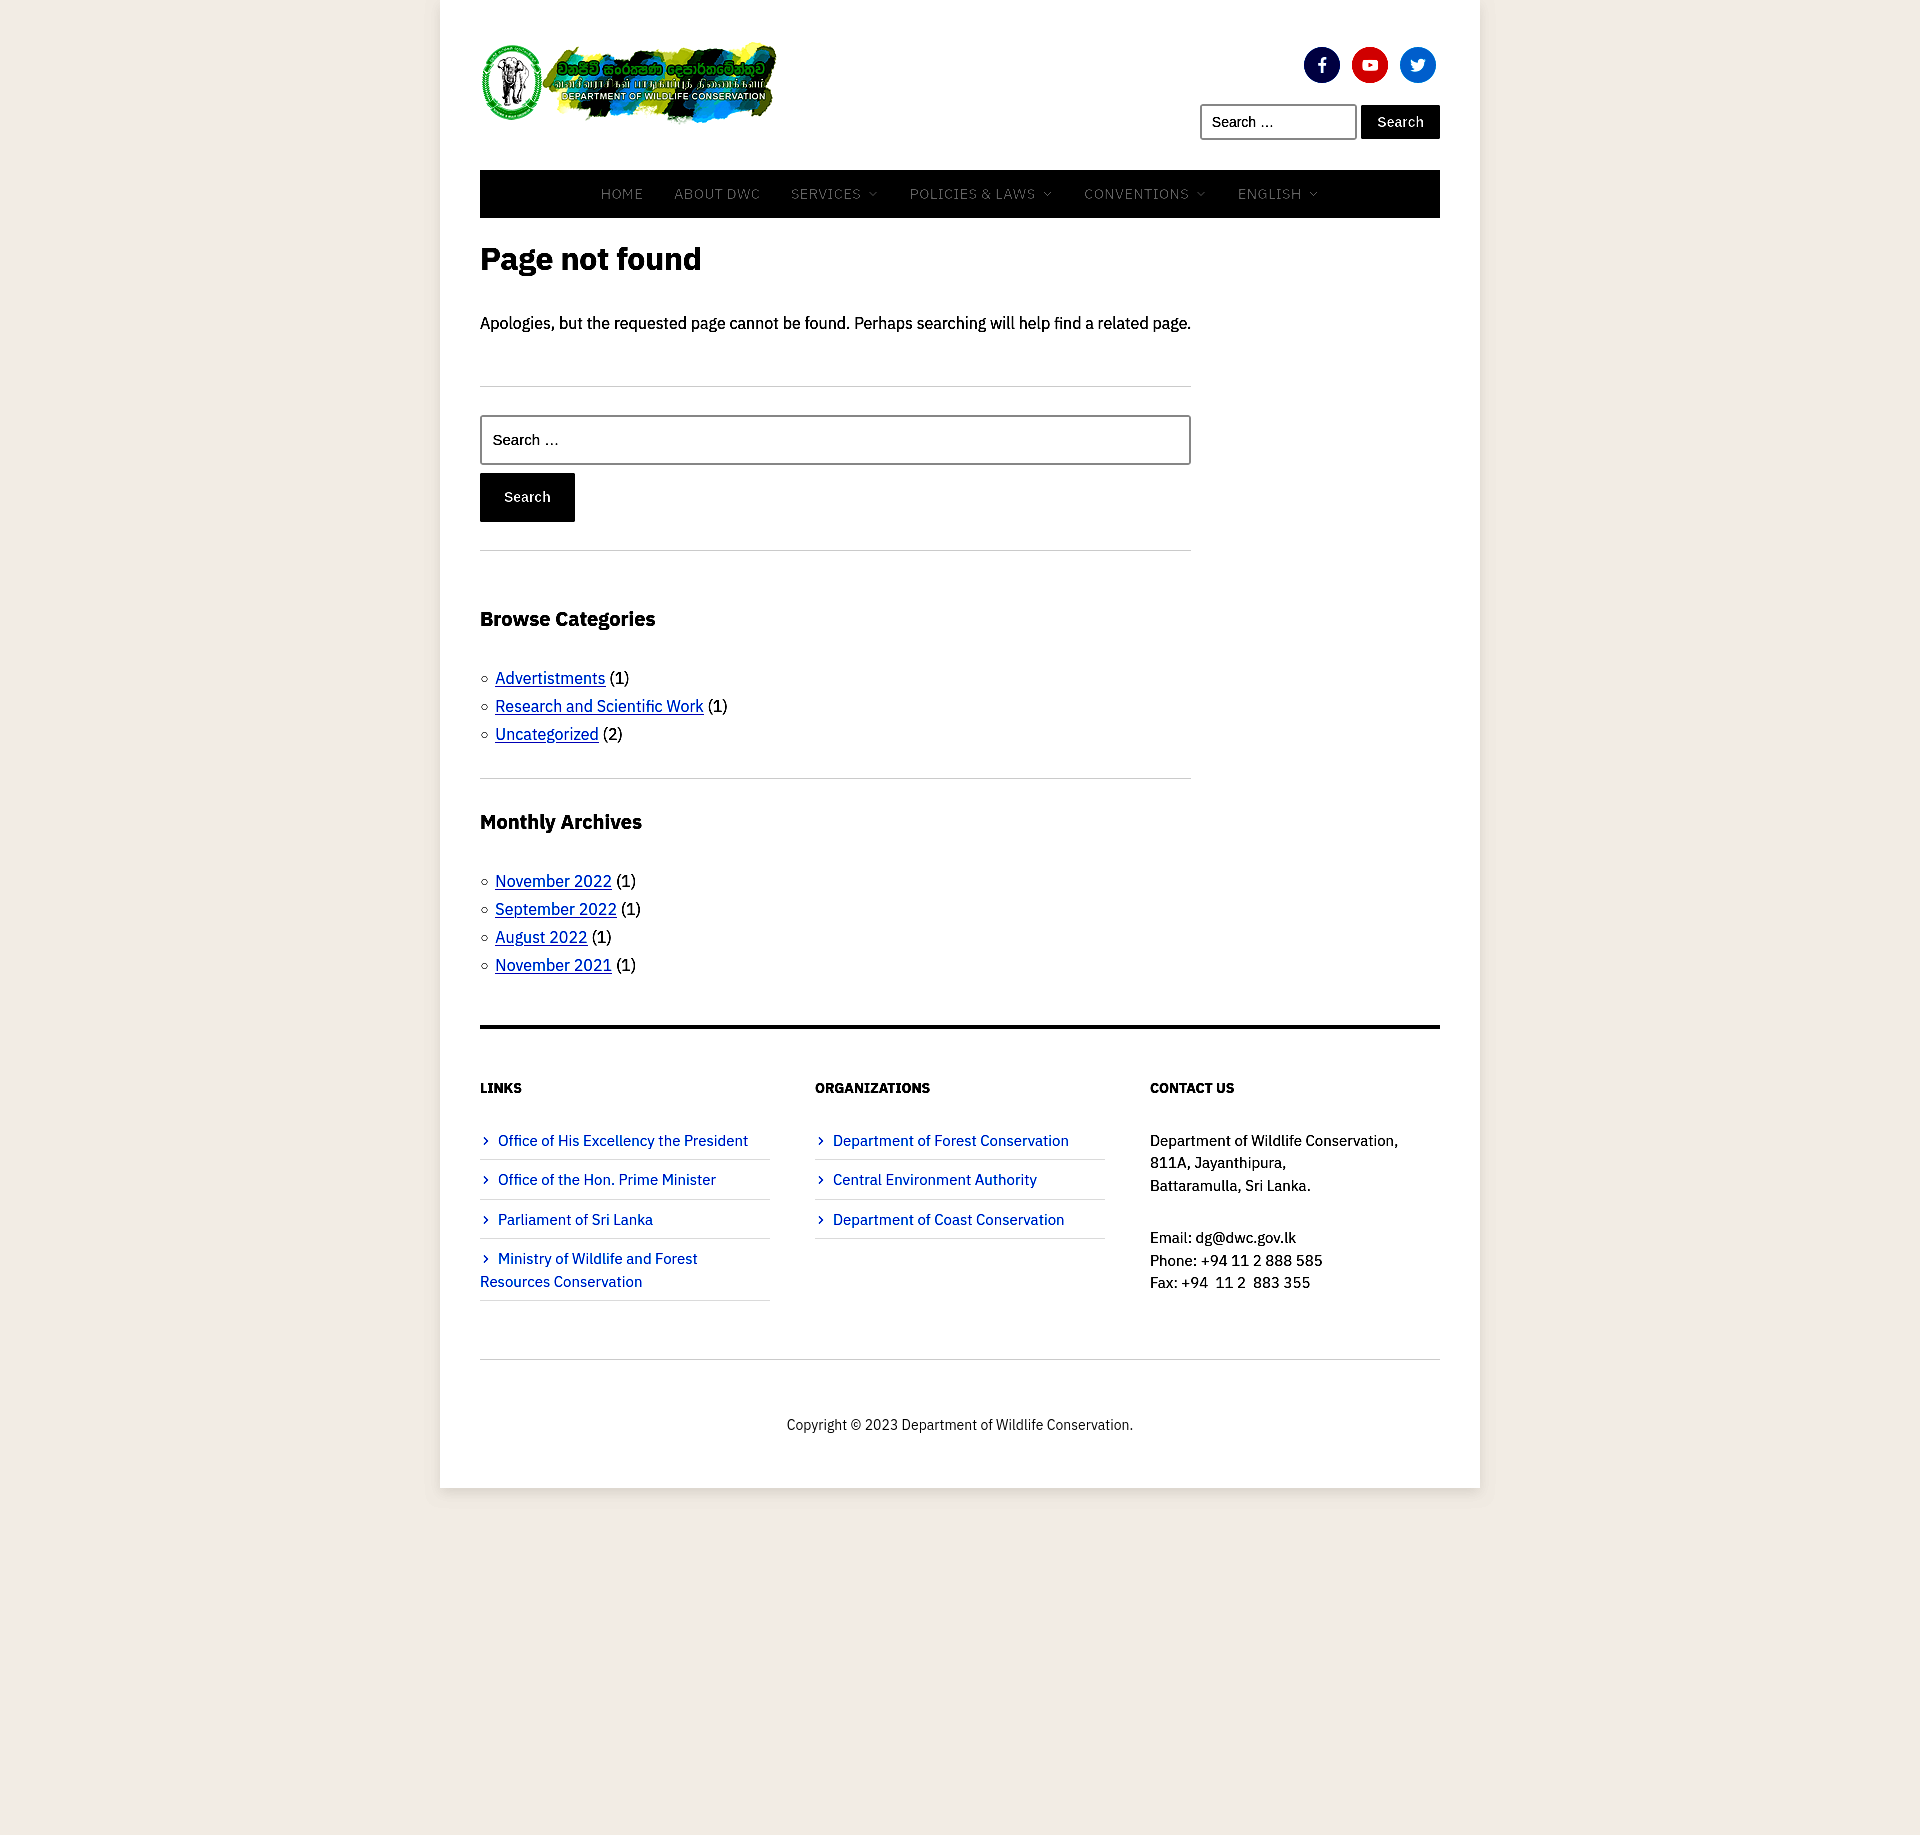 වනජීවී සංරක්ෂණ දෙපාර්තමේන්තුව
DEPARTMENT OF WILDLIFE CONSERVATION
Search …
Search
HOME
ABOUT DWC
SERVICES
POLICIES & LAWS
CONVENTIONS
ENGLISH
Page not found
Apologies, but the requested page cannot be found. Perhaps searching will help find a related page.
Search …
Search
Browse Categories
Advertistments (1)
Research and Scientific Work (1)
Uncategorized (2)
Monthly Archives
November 2022 (1)
September 2022 (1)
August 2022 (1)
November 2021 (1)
LINKS
Office of His Excellency the President
Office of the Hon. Prime Minister
Parliament of Sri Lanka
Ministry of Wildlife and Forest
Resources Conservation
ORGANIZATIONS
Department of Forest Conservation
Central Environment Authority
Department of Coast Conservation
CONTACT US
Department of Wildlife Conservation,
811A, Jayanthipura,
Battaramulla, Sri Lanka.
Email: dg@dwc.gov.lk
Phone: +94 11 2 888 585
Fax: +94  11 2  883 355
Copyright © 2023 Department of Wildlife Conservation.